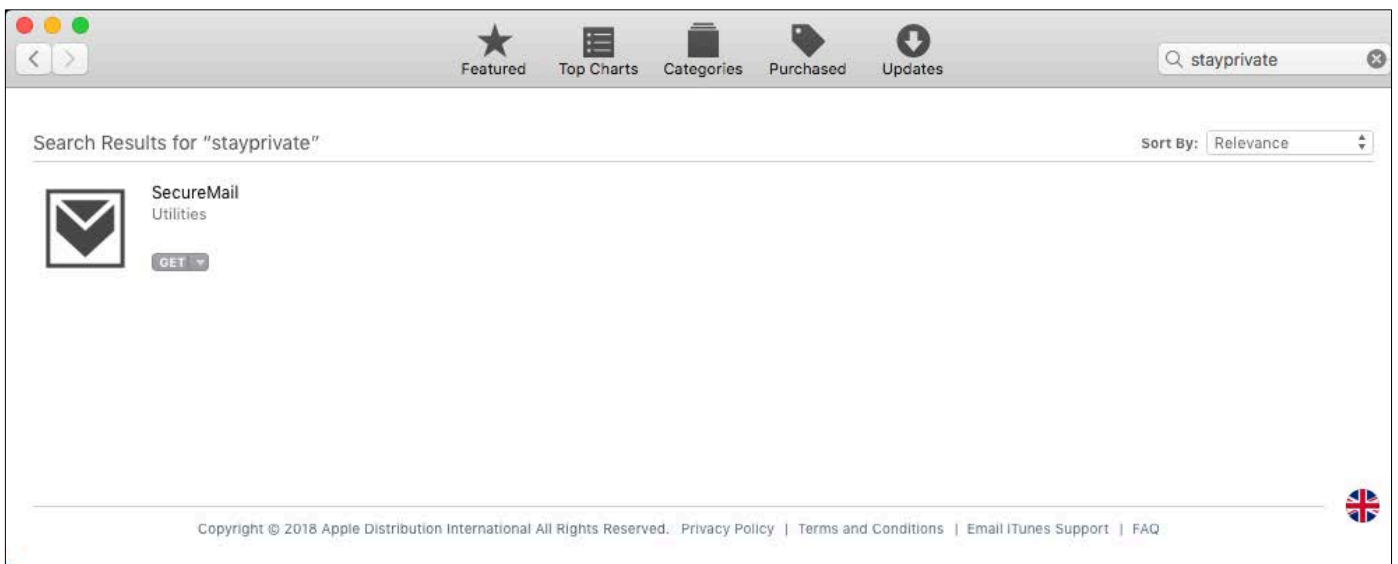 Featured Top Charts Categories Purchased Updates
stayprivate
Search Results for "stayprivate"
Sort By: Relevance
SecureMail
Utilities
GET
Copyright © 2018 Apple Distribution International All Rights Reserved. Privacy Policy | Terms and Conditions | Email iTunes Support | FAQ